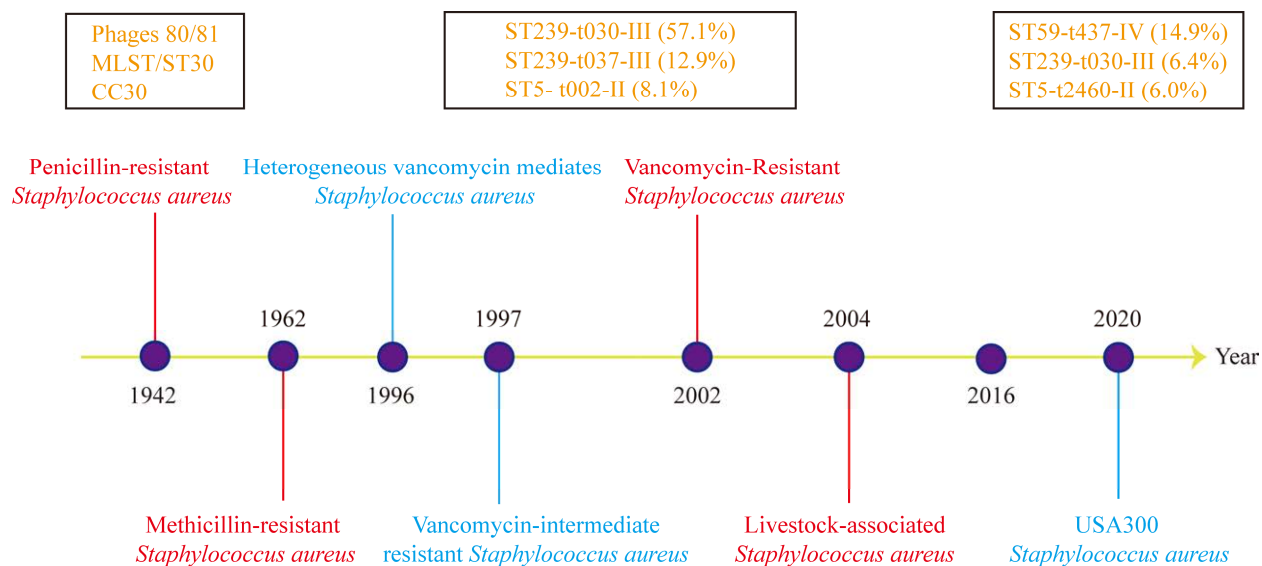 Phages 80/81
MLST/ST30
CC30
ST239-t030-III (57.1%)
ST239-t037-III (12.9%)
ST5- t002-II (8.1%)
ST59-t437-IV (14.9%)
ST239-t030-III (6.4%)
ST5-t2460-II (6.0%)
Penicillin-resistant
Staphylococcus aureus
Heterogeneous vancomycin mediates
Staphylococcus aureus
Vancomycin-Resistant
Staphylococcus aureus
1962
1997
2004
2020
Year
1942
1996
2002
2016
Methicillin-resistant
Staphylococcus aureus
Vancomycin-intermediate
resistant Staphylococcus aureus
Livestock-associated
Staphylococcus aureus
USA300
Staphylococcus aureus